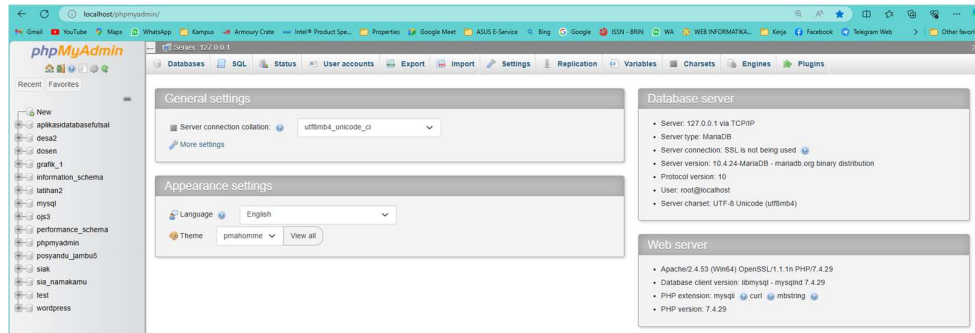 localhost/phpmyadmin/
Gmail YouTube Maps WhatsApp Kampus Armoury Crate Intel® Product Spe... Properties Google Meet ASUS E-Service Bing Google ISSN - BRIN WA WEB INFORMATIKA... Kerja Facebook Telegram Web Other favori
phpMyAdmin
Recent Favorites
New
aplikasidatabasefutsal
desa2
dosen
grafik_1
information_schema
latihan2
mysql
ojs3
performance_schema
phpmyadmin
posyandu_jambu5
siak
sia_namakamu
test
wordpress
Server: 127.0.0.1
Databases SQL Status User accounts Export Import Settings Replication Variables Charsets Engines Plugins
General settings
Server connection collation: utf8mb4_unicode_ci
More settings
Appearance settings
Language English
Theme pmahomme View all
Database server
• Server: 127.0.0.1 via TCP/IP
• Server type: MariaDB
• Server connection: SSL is not being used
• Server version: 10.4.24-MariaDB - mariadb.org binary distribution
• Protocol version: 10
• User: root@localhost
• Server charset: UTF-8 Unicode (utf8mb4)
Web server
• Apache/2.4.53 (Win64) OpenSSL/1.1.1n PHP/7.4.29
• Database client version: libmysql - mysqlnd 7.4.29
• PHP extension: mysqli curl mbstring
• PHP version: 7.4.29